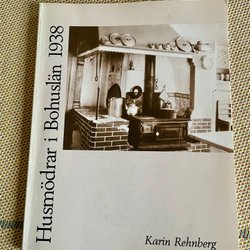 Husmödrar i Bohuslän 1938
Karin Rehnberg